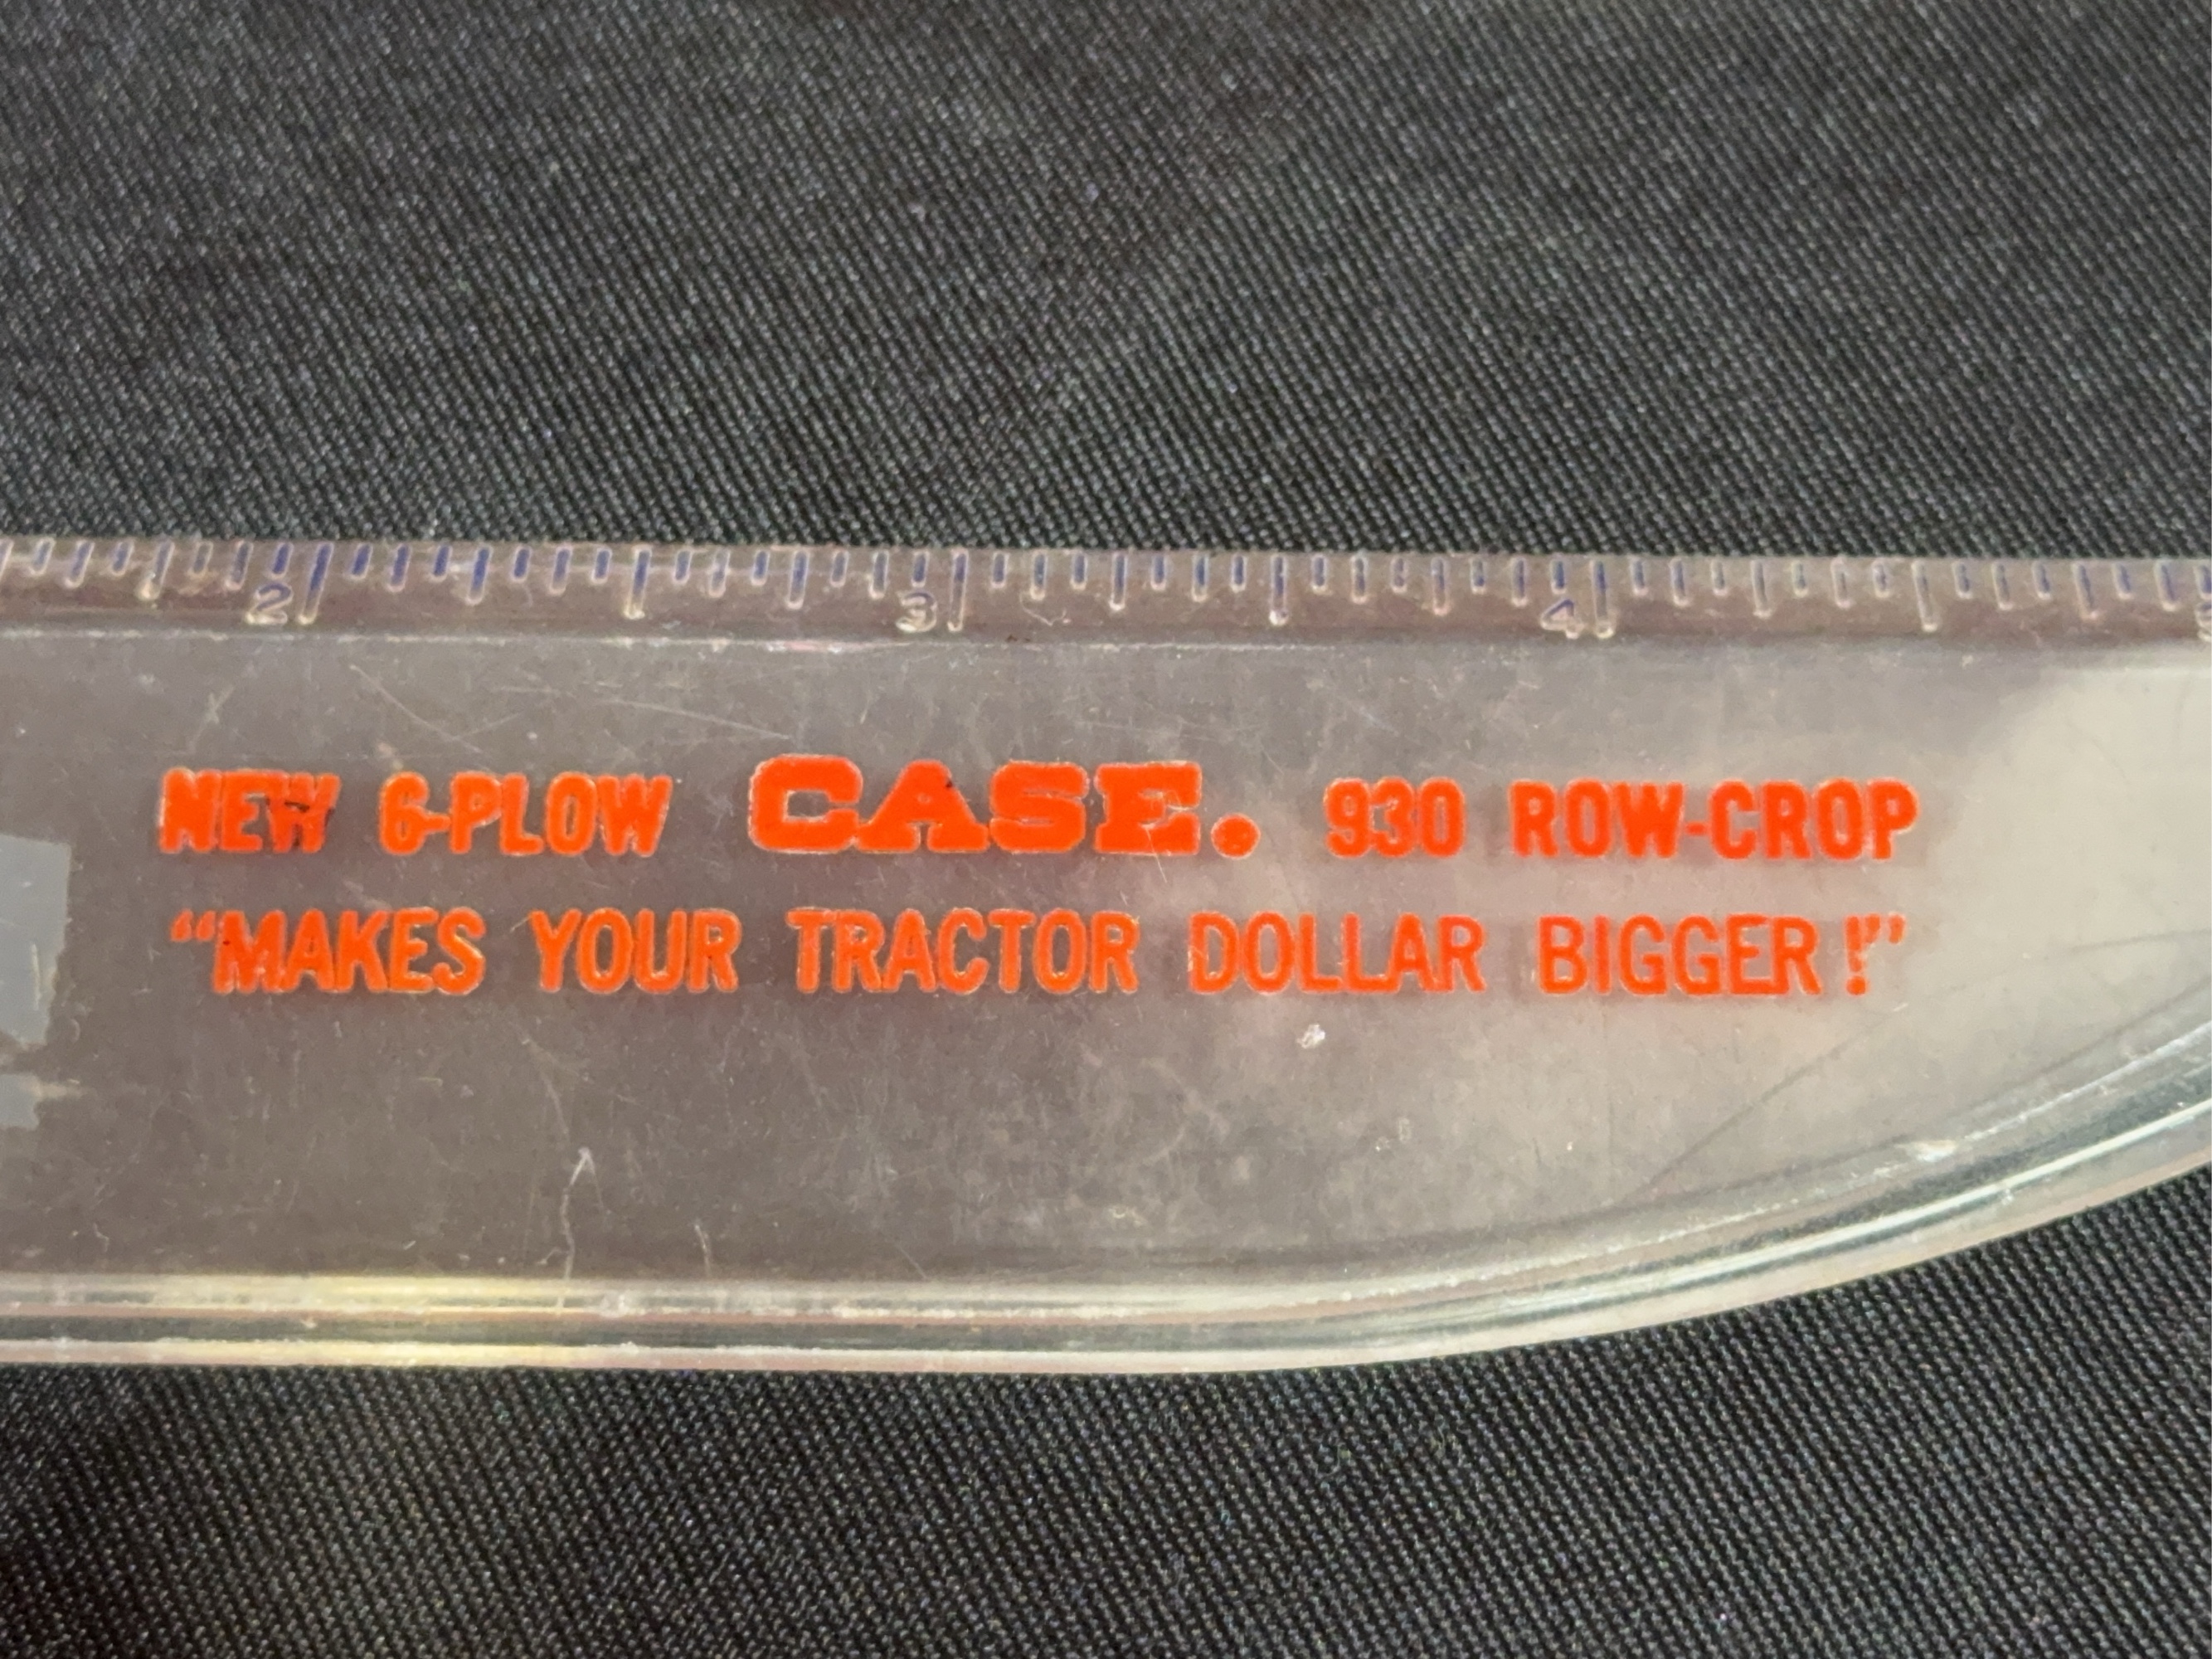 2 3 4
NEW 6-PLOW CASE. 930 ROW-CROP
“MAKES YOUR TRACTOR DOLLAR BIGGER!”